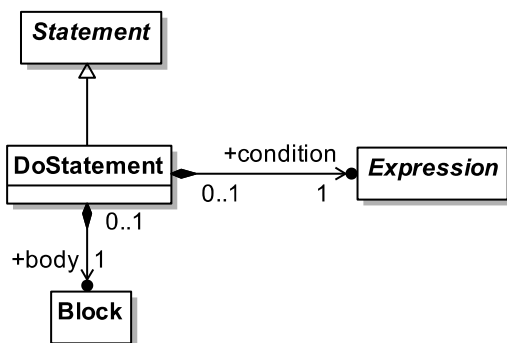 Statement
DoStatement
+condition
Expression
0..1
1
0..1
+body
1
Block